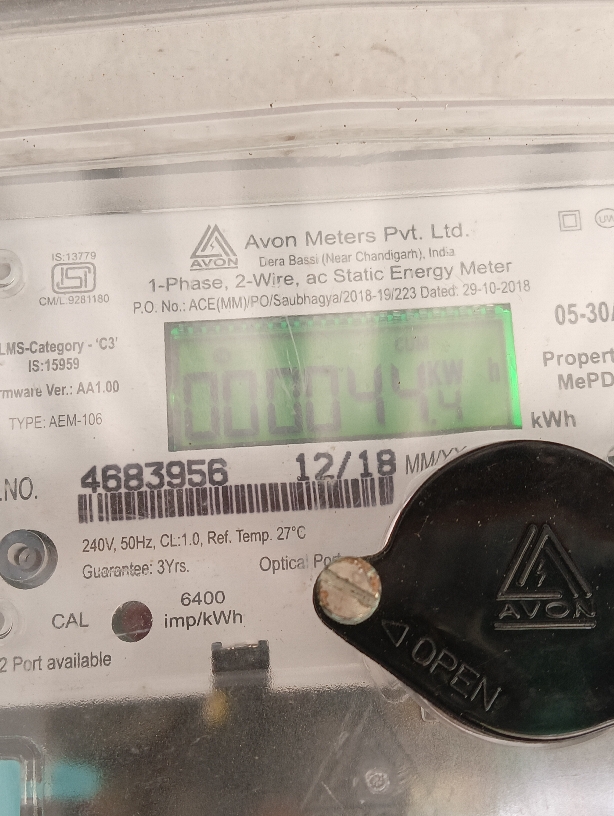 AVON
Avon Meters Pvt. Ltd.
Dera Bassi (Near Chandigarh), India
1-Phase, 2-Wire, ac Static Energy Meter
P.O. No.: ACE(MM)/PO/Saubhagya/2018-19/223 Dated: 29-10-2018
IS:13779
ISI
CM/L:9281180
LMS-Category - 'C3'
IS:15959
rmware Ver.: AA1.00
TYPE: AEM-106
CUM
000044.4 kW h
kWh
05-30
Propert
MePD
.NO.
4683956 12/18 MM/YY
240V, 50Hz, CL:1.0, Ref. Temp. 27°C
Guarantee: 3Yrs.
Optical Port
CAL
6400
imp/kWh
2 Port available
AVON
OPEN